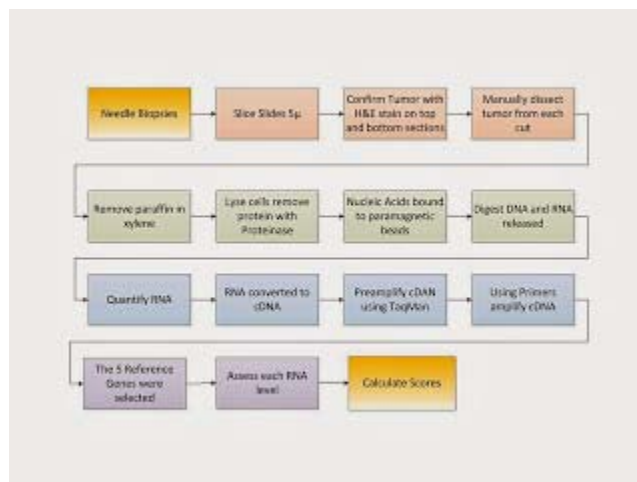 Needle Biopsies
Slice Slides 5µ
Confirm Tumor with
H&E stain on top
and bottom sections
Manually dissect
tumor from each
cut
Remove paraffin in
xylene
Lyse cells remove
protein with
Proteinase
Nucleic Acids bound
to paramagnetic
beads
Digest DNA and RNA
released
Quantify RNA
RNA converted to
cDNA
Preamplify cDAN
using TaqMan
Using Primers
amplify cDNA
The 5 Reference
Genes were
selected
Assess each RNA
level
Calculate Scores